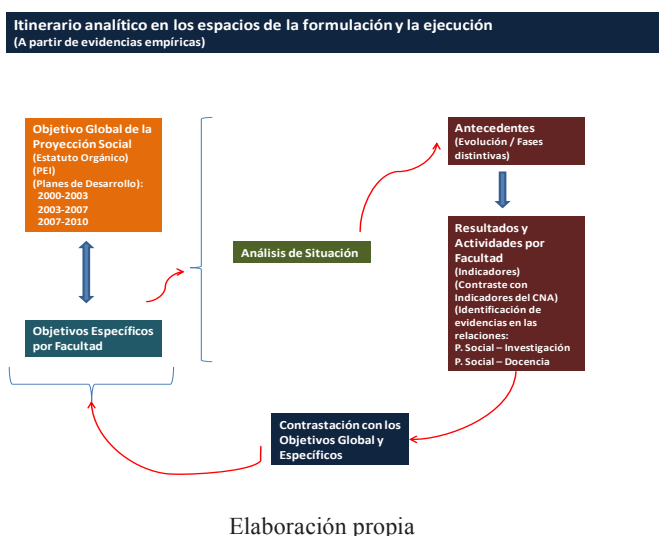 Itinerario analítico en los espacios de la formulación y la ejecución
(A partir de evidencias empíricas)
Objetivo Global de la
Proyección Social
(Estatuto Orgánico)
(PEI)
(Planes de Desarrollo):
2000-2003
2003-2007
2007-2010
Objetivos Específicos
por Facultad
Análisis de Situación
Antecedentes
(Evolución / Fases
distintivas)
Resultados y
Actividades por
Facultad
(Indicadores)
(Contraste con
Indicadores del CNA)
(Identificación de
evidencias en las
relaciones:
P. Social – Investigación
P. Social – Docencia
Contrastación con los
Objetivos Global y
Específicos
Elaboración propia